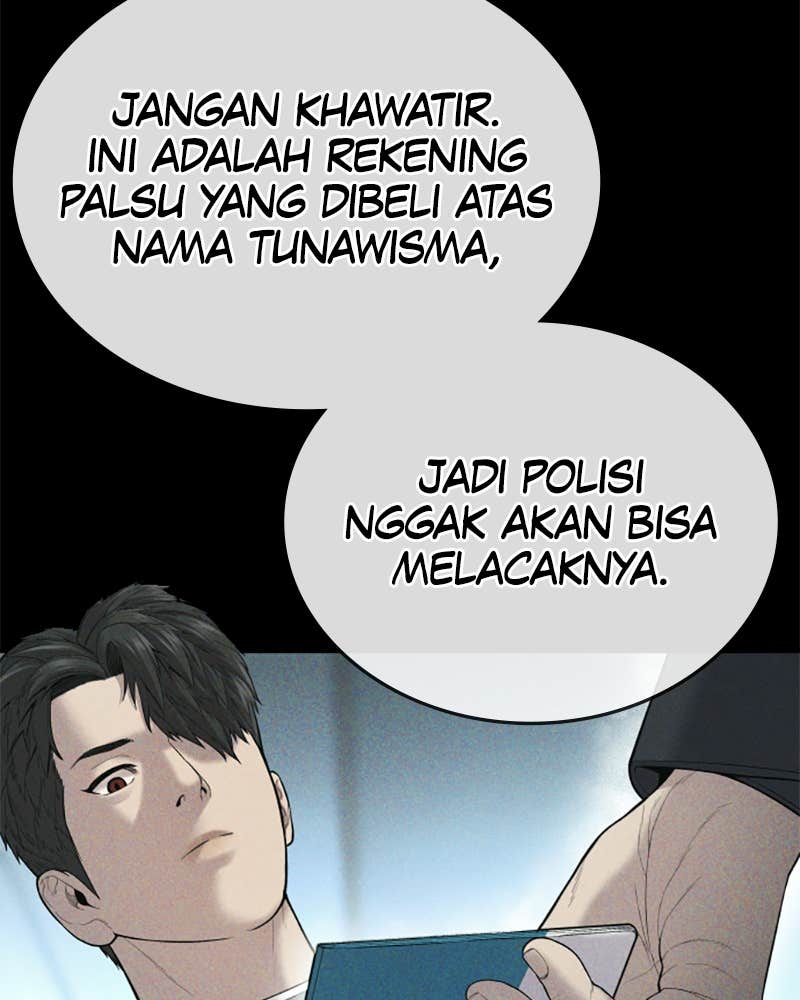 JANGAN KHAWATIR.
INI ADALAH REKENING
PALSU YANG DIBELI ATAS
NAMA TUNAWISMA,
JADI POLISI
NGGAK AKAN BISA
MELACAKNYA.